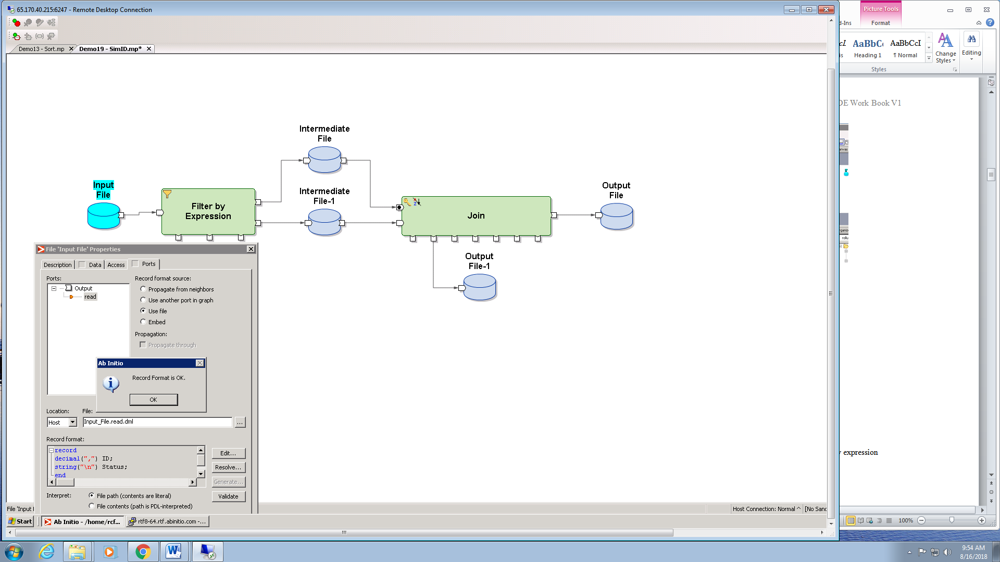 65.170.40.215:6247 - Remote Desktop Connection
Picture Tools
d-Ins
Format
Demo13 - Sort.mp
Demo19 - SimID.mp*
AaBbCc
AaBbCcI
Heading 1
¶ Normal
Change
Styles
Editing
Styles
DE Work Book V1
Intermediate
File
Input
File
Filter by
Expression
Intermediate
File-1
Join
Output
File
Output
File-1
File 'Input File' Properties
Description
Data
Access
Ports
Ports:
Output
read
Record format source:
Propagate from neighbors
Use another port in graph
Use file
Embed
Propagation:
Propagate through
Ab Initio
Record Format is OK.
OK
Location:
File:
Host
Input_File.read.dml
...
Record format:
record
decimal(",") ID;
string("\n") Status;
end
Edit...
Resolve...
Generate...
Validate
Interpret:
File path (contents are literal)
File contents (path is PDL-interpreted)
y expression
File 'Input
Host Connection: Normal ^
[No Sand
Start
Ab Initio - /home/rcf...
rtf8-64.rtf.abinitio.com -...
100%
9:54 AM
8/16/2018